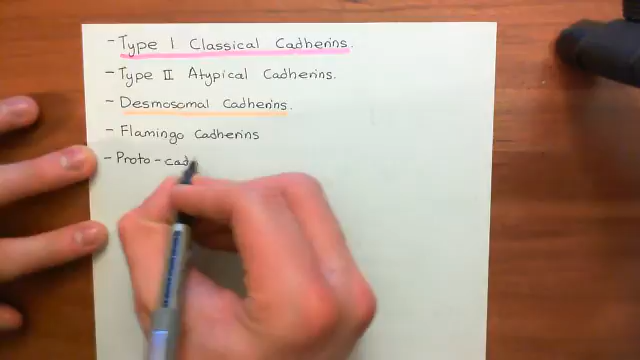 - Type I Classical Cadherins.
- Type II Atypical Cadherins.
- Desmosomal Cadherins.
- Flamingo Cadherins
- Proto-cad